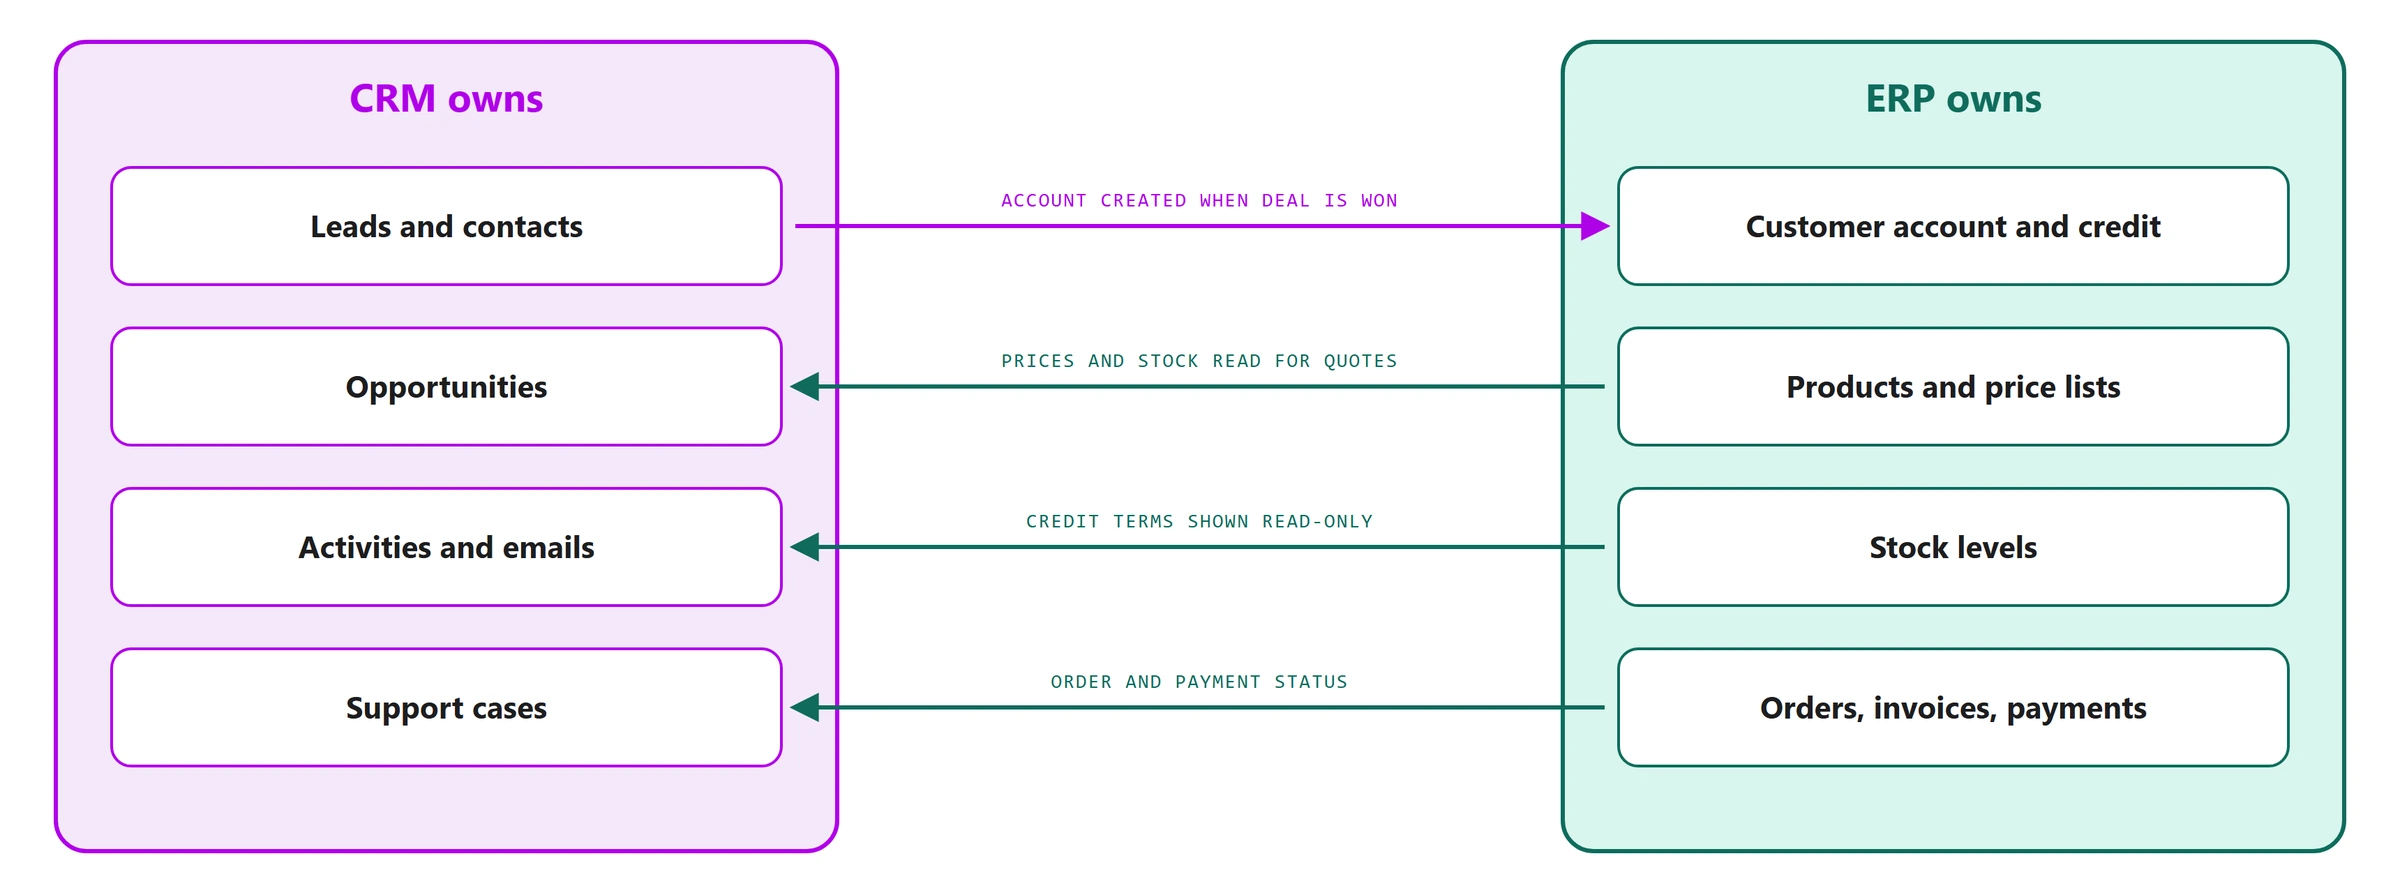 CRM owns
ERP owns
Leads and contacts
ACCOUNT CREATED WHEN DEAL IS WON
Customer account and credit
Opportunities
PRICES AND STOCK READ FOR QUOTES
Products and price lists
Activities and emails
CREDIT TERMS SHOWN READ-ONLY
Stock levels
Support cases
ORDER AND PAYMENT STATUS
Orders, invoices, payments